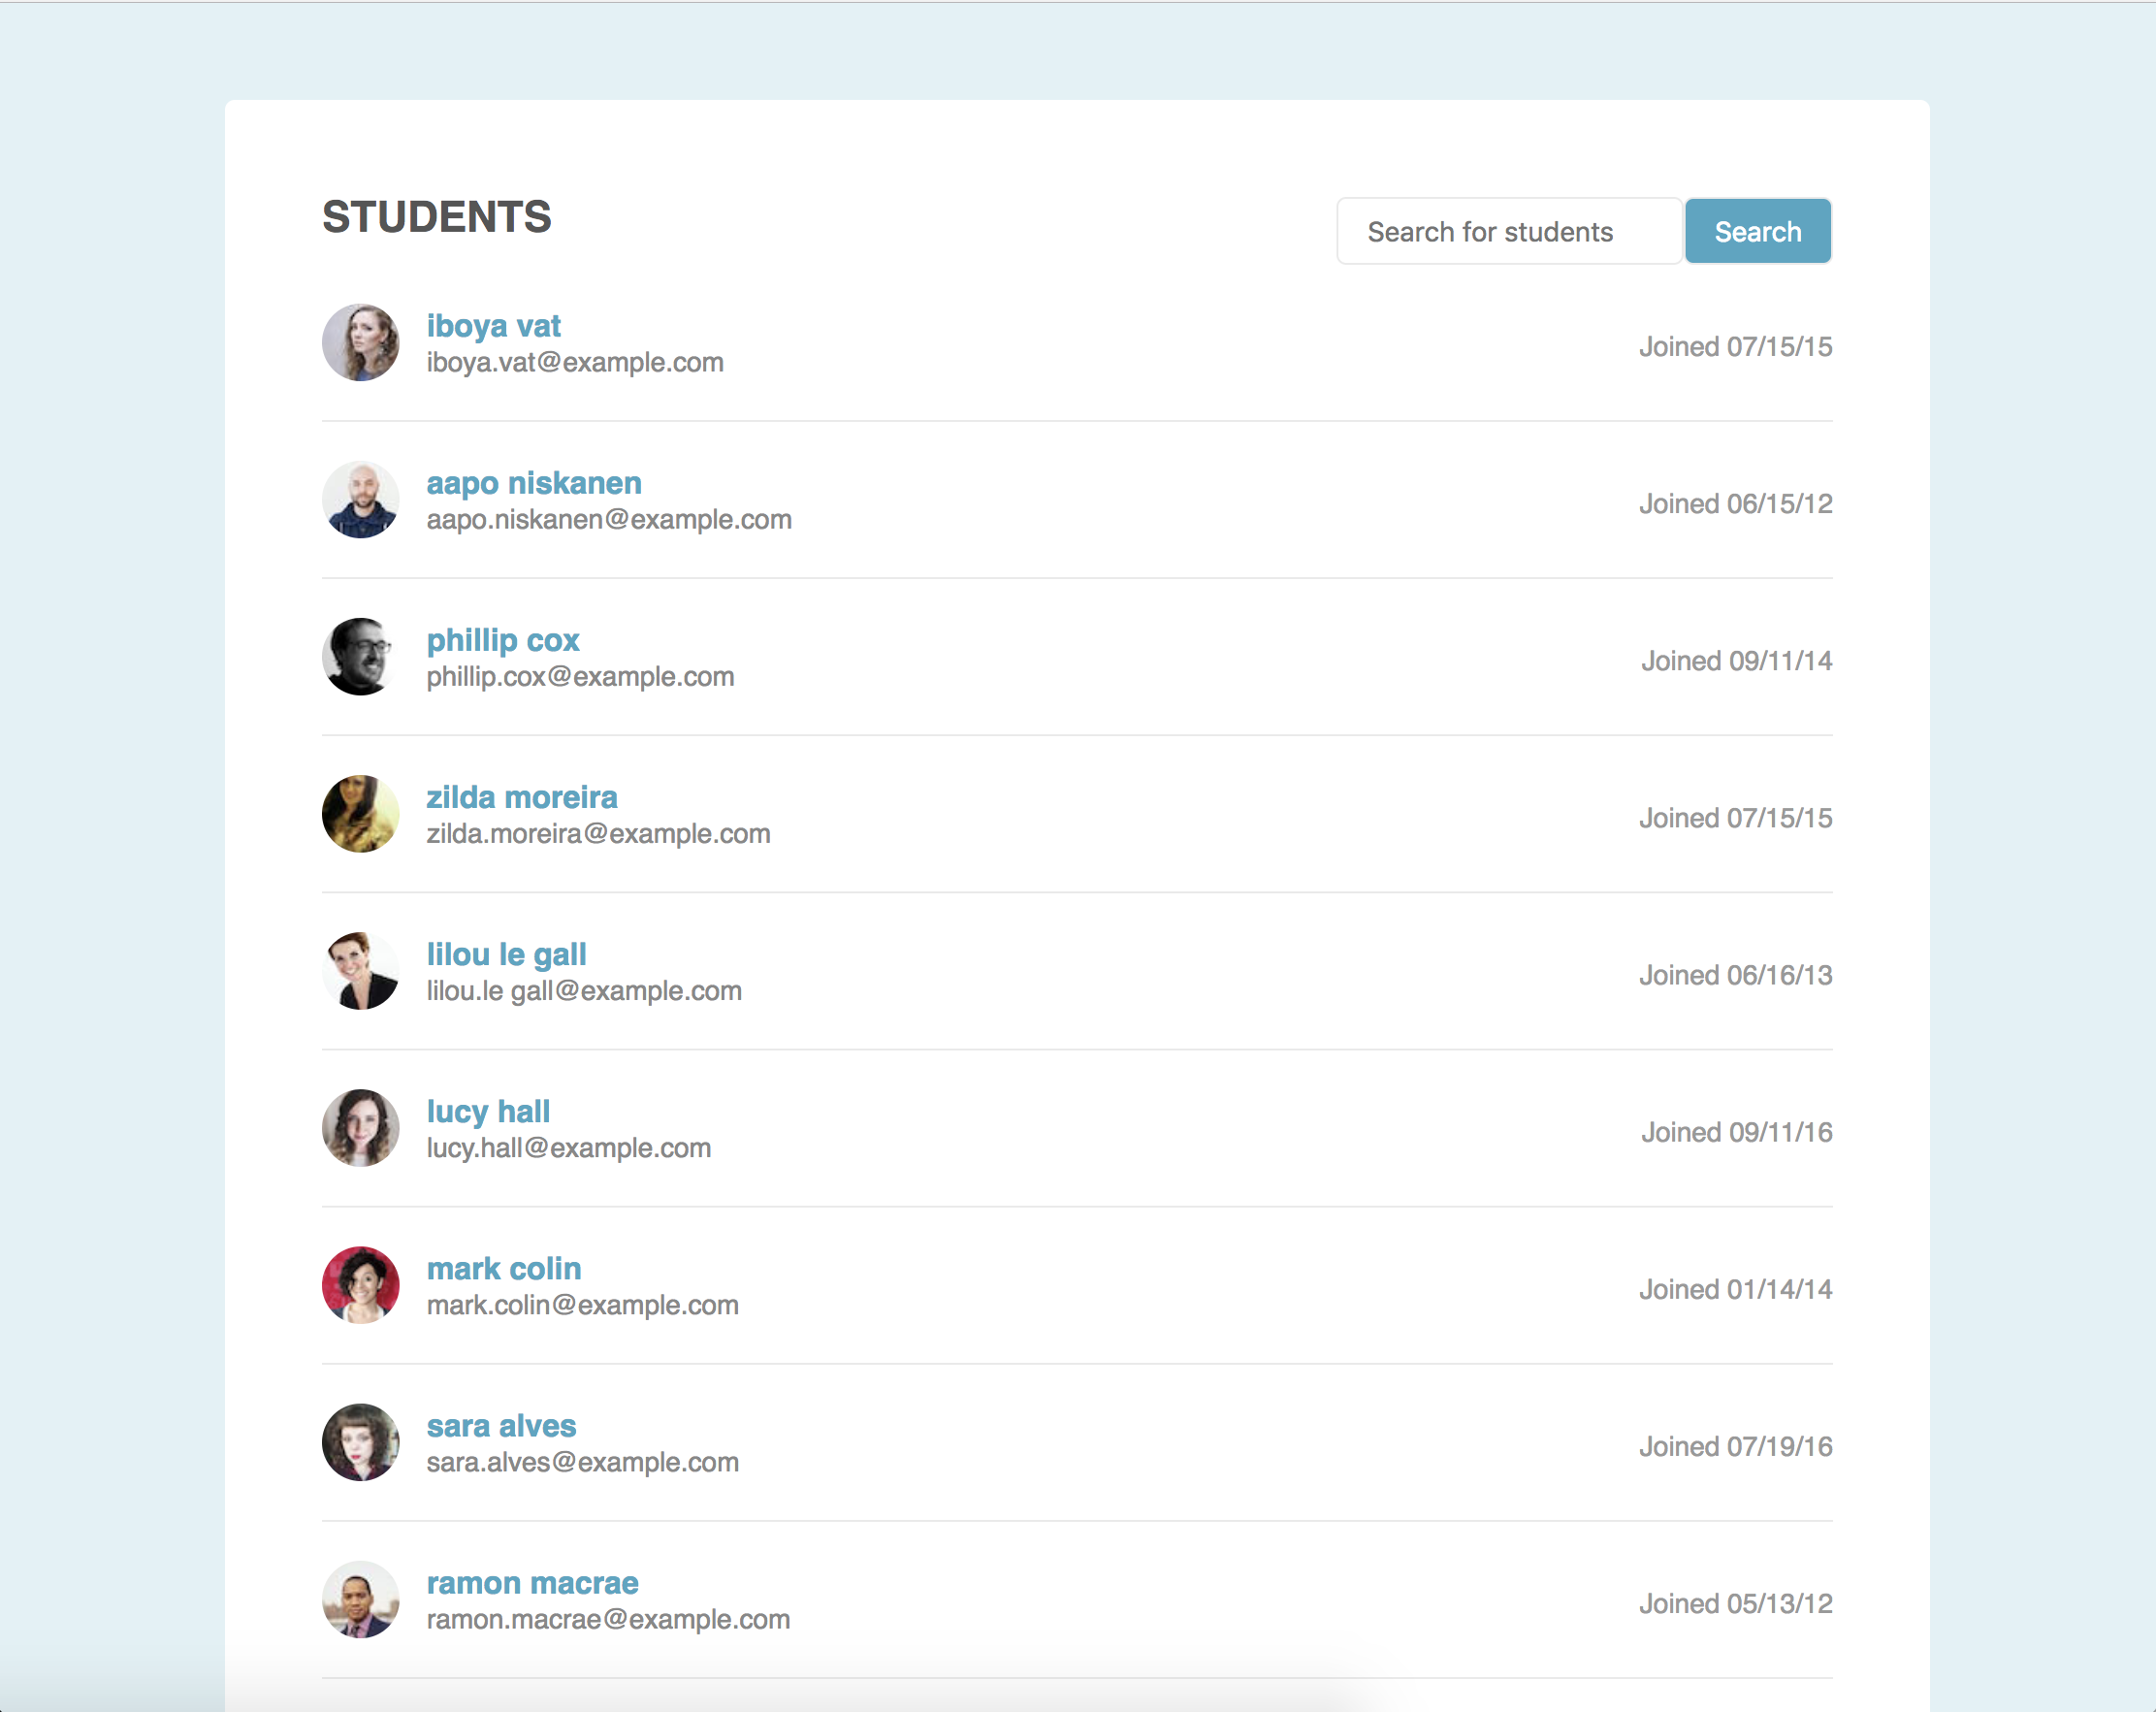 STUDENTS
Search for students
Search
iboya vat
iboya.vat@example.com
Joined 07/15/15
aapo niskanen
aapo.niskanen@example.com
Joined 06/15/12
phillip cox
phillip.cox@example.com
Joined 09/11/14
zilda moreira
zilda.moreira@example.com
Joined 07/15/15
lilou le gall
lilou.le gall@example.com
Joined 06/16/13
lucy hall
lucy.hall@example.com
Joined 09/11/16
mark colin
mark.colin@example.com
Joined 01/14/14
sara alves
sara.alves@example.com
Joined 07/19/16
ramon macrae
ramon.macrae@example.com
Joined 05/13/12